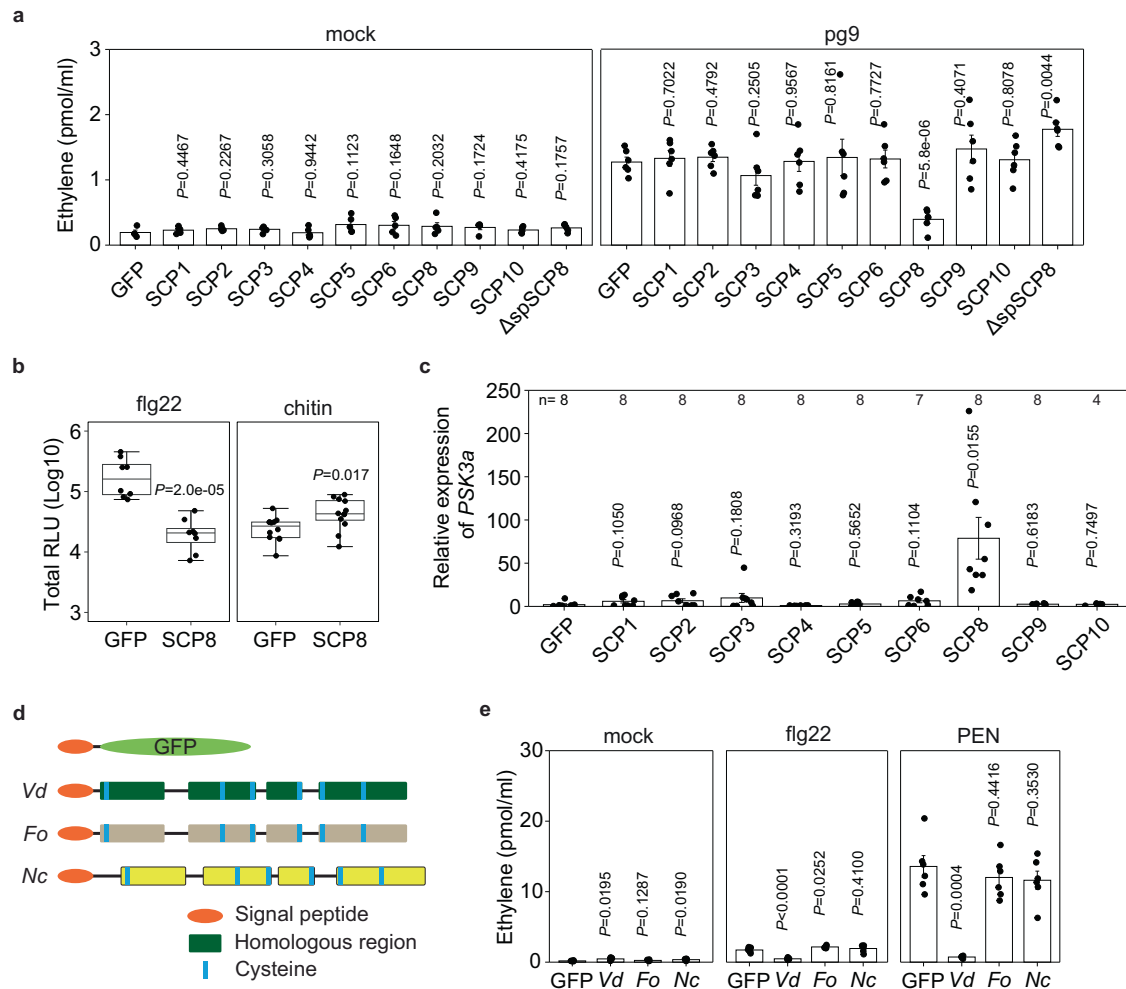 a
mock
pg9
Ethylene (pmol/ml)
3
2
1
0
P=0.4467
P=0.2267
P=0.3058
P=0.9442
P=0.1123
P=0.1648
P=0.2032
P=0.1724
P=0.4175
P=0.1757
P=0.7022
P=0.4792
P=0.2505
P=0.9567
P=0.8161
P=0.7727
P=5.8e-06
P=0.4071
P=0.8078
P=0.0044
GFP SCP1 SCP2 SCP3 SCP4 SCP5 SCP6 SCP8 SCP9 SCP10 ΔspSCP8
GFP SCP1 SCP2 SCP3 SCP4 SCP5 SCP6 SCP8 SCP9 SCP10 ΔspSCP8
b
flg22
chitin
Total RLU (Log10)
6
5
4
3
P=2.0e-05
P=0.017
GFP SCP8 GFP SCP8
c
Relative expression
of PSK3a
250
200
150
100
50
0
n= 8 8 8 8 8 8 7 8 8 4
P=0.1050
P=0.0968
P=0.1808
P=0.3193
P=0.5652
P=0.1104
P=0.0155
P=0.6183
P=0.7497
GFP SCP1 SCP2 SCP3 SCP4 SCP5 SCP6 SCP8 SCP9 SCP10
d
GFP
Vd
Fo
Nc
Signal peptide
Homologous region
Cysteine
e
mock
flg22
PEN
Ethylene (pmol/ml)
30
20
10
0
P=0.0195
P=0.1287
P=0.0190
P<0.0001
P=0.0252
P=0.4100
P=0.0004
P=0.4416
P=0.3530
GFP Vd Fo Nc GFP Vd Fo Nc GFP Vd Fo Nc